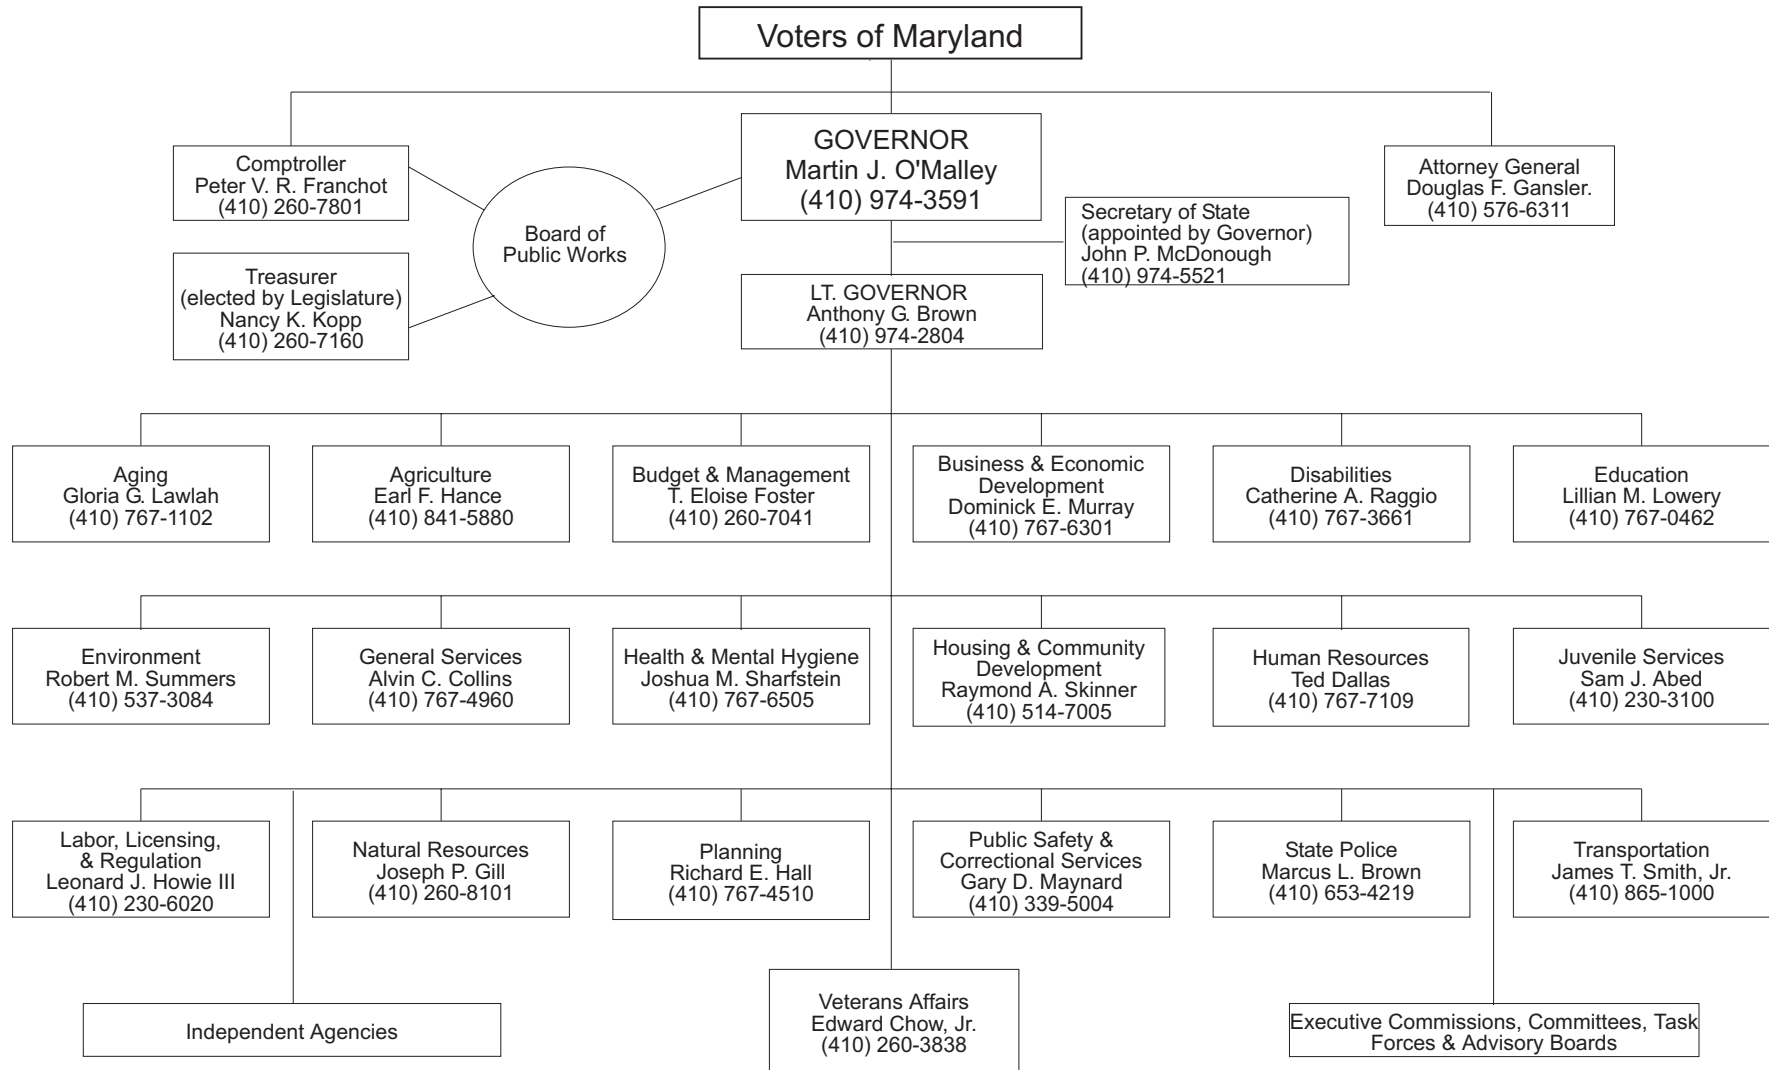 Voters of Maryland
Comptroller
Peter V. R. Franchot
(410) 260-7801
Board of
Public Works
GOVERNOR
Martin J. O'Malley
(410) 974-3591
Attorney General
Douglas F. Gansler.
(410) 576-6311
Treasurer
(elected by Legislature)
Nancy K. Kopp
(410) 260-7160
Secretary of State
(appointed by Governor)
John P. McDonough
(410) 974-5521
LT. GOVERNOR
Anthony G. Brown
(410) 974-2804
Aging
Gloria G. Lawlah
(410) 767-1102
Agriculture
Earl F. Hance
(410) 841-5880
Budget & Management
T. Eloise Foster
(410) 260-7041
Business & Economic
Development
Dominick E. Murray
(410) 767-6301
Disabilities
Catherine A. Raggio
(410) 767-3661
Education
Lillian M. Lowery
(410) 767-0462
Environment
Robert M. Summers
(410) 537-3084
General Services
Alvin C. Collins
(410) 767-4960
Health & Mental Hygiene
Joshua M. Sharfstein
(410) 767-6505
Housing & Community
Development
Raymond A. Skinner
(410) 514-7005
Human Resources
Ted Dallas
(410) 767-7109
Juvenile Services
Sam J. Abed
(410) 230-3100
Labor, Licensing,
& Regulation
Leonard J. Howie III
(410) 230-6020
Natural Resources
Joseph P. Gill
(410) 260-8101
Planning
Richard E. Hall
(410) 767-4510
Public Safety &
Correctional Services
Gary D. Maynard
(410) 339-5004
State Police
Marcus L. Brown
(410) 653-4219
Transportation
James T. Smith, Jr.
(410) 865-1000
Independent Agencies
Veterans Affairs
Edward Chow, Jr.
(410) 260-3838
Executive Commissions, Committees, Task
Forces & Advisory Boards